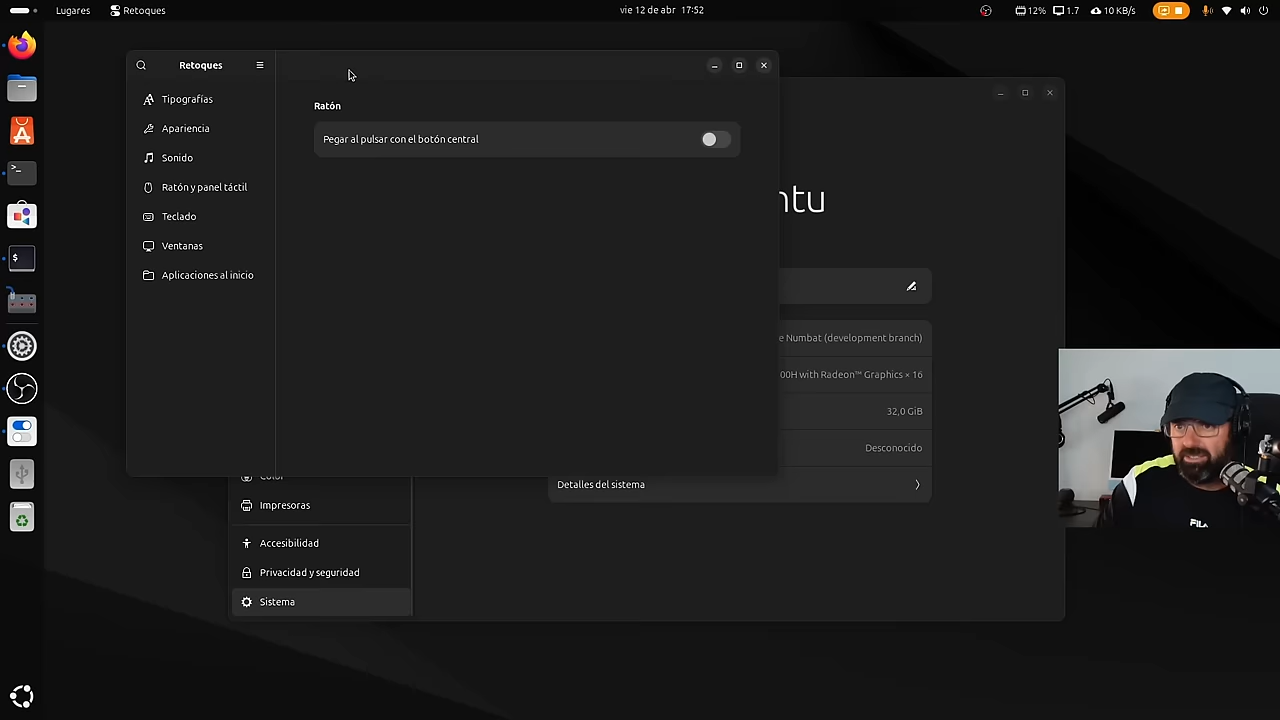 Lugares
Retoques
vie 12 de abr 17:52
12%
1.7
10 KB/s
Retoques
Tipografías
Apariencia
Sonido
Ratón y panel táctil
Teclado
Ventanas
Aplicaciones al inicio
Ratón
Pegar al pulsar con el botón central
ntu
e Numbat (development branch)
00H with Radeon™ Graphics × 16
32,0 GiB
Desconocido
Detalles del sistema
Color
Impresoras
Accesibilidad
Privacidad y seguridad
Sistema
FILA